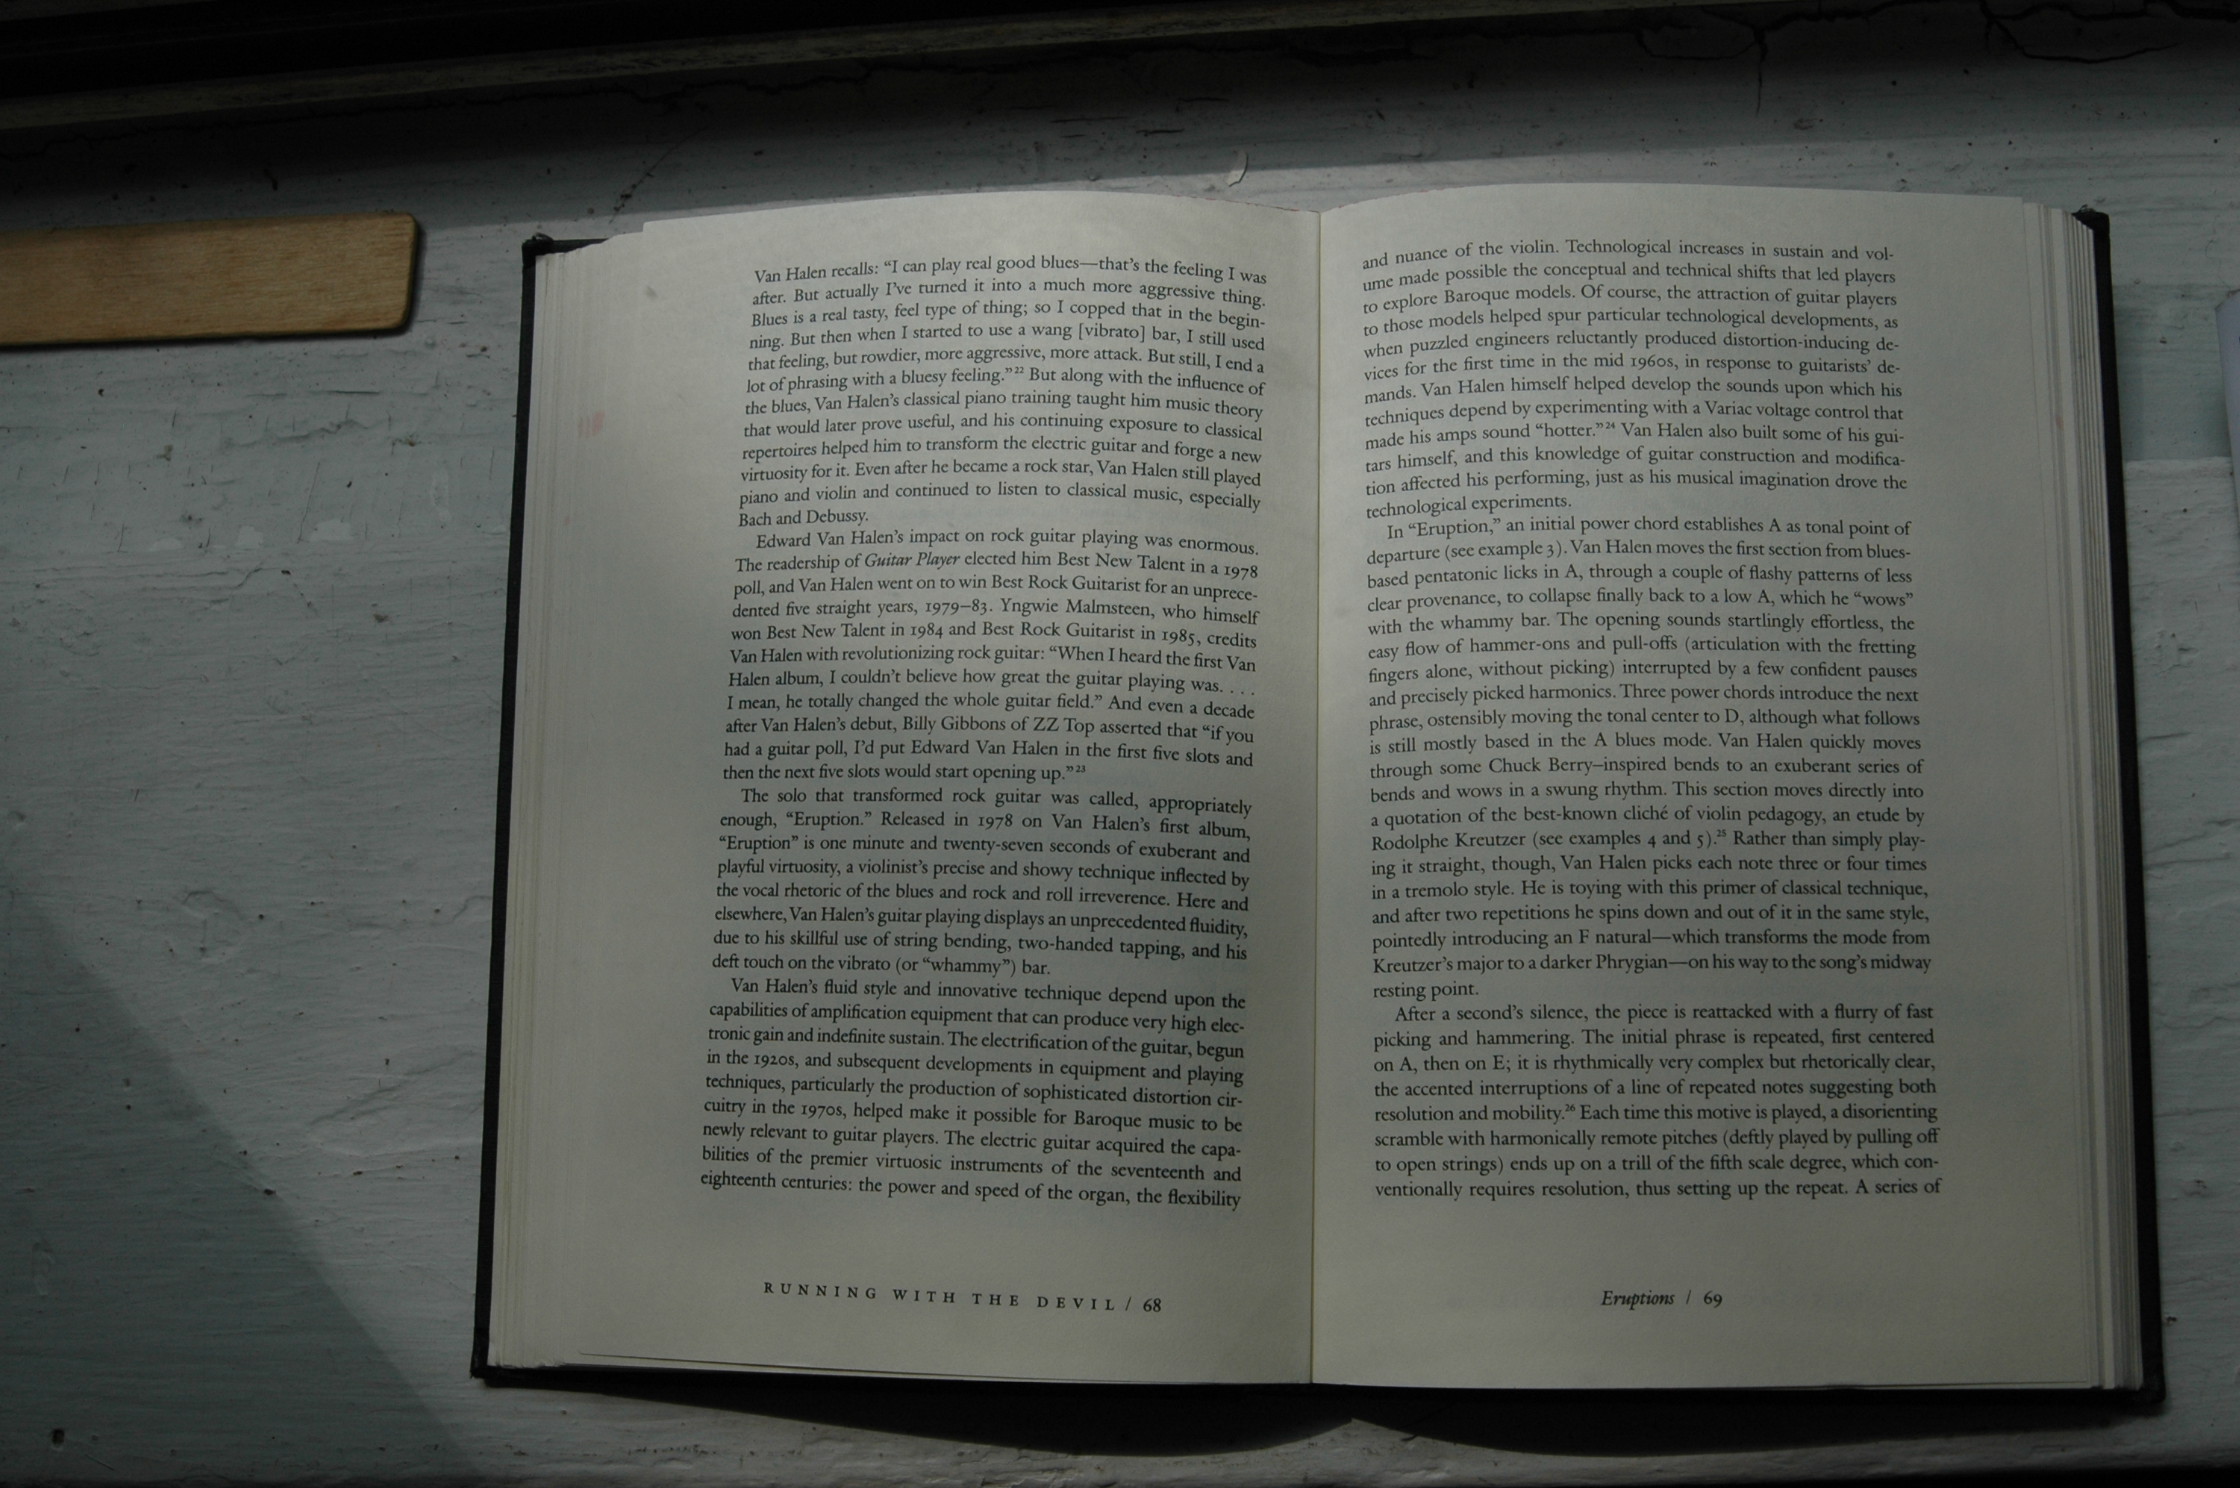 Van Halen recalls: “I can play real good blues—that’s the feeling I was
after. But actually I’ve turned it into a much more aggressive thing.
Blues is a real tasty, feel type of thing; so I copped that in the begin-
ning. But then when I started to use a wang [vibrato] bar, I still used
that feeling, but rowdier, more aggressive, more attack. But still, I end a
lot of phrasing with a bluesy feeling.”22 But along with the influence of
the blues, Van Halen’s classical piano training taught him music theory
that would later prove useful, and his continuing exposure to classical
repertoires helped him to transform the electric guitar and forge a new
virtuosity for it. Even after he became a rock star, Van Halen still played
piano and violin and continued to listen to classical music, especially
Bach and Debussy.
Edward Van Halen’s impact on rock guitar playing was enormous.
The readership of Guitar Player elected him Best New Talent in a 1978
poll, and Van Halen went on to win Best Rock Guitarist for an unprece-
dented five straight years, 1979–83. Yngwie Malmsteen, who himself
won Best New Talent in 1984 and Best Rock Guitarist in 1985, credits
Van Halen with revolutionizing rock guitar: “When I heard the first Van
Halen album, I couldn’t believe how great the guitar playing was. . . .
I mean, he totally changed the whole guitar field.” And even a decade
after Van Halen’s debut, Billy Gibbons of ZZ Top asserted that “if you
had a guitar poll, I’d put Edward Van Halen in the first five slots and
then the next five slots would start opening up.”23
The solo that transformed rock guitar was called, appropriately
enough, “Eruption.” Released in 1978 on Van Halen’s first album,
“Eruption” is one minute and twenty-seven seconds of exuberant and
playful virtuosity, a violinist’s precise and showy technique inflected by
the vocal rhetoric of the blues and rock and roll irreverence. Here and
elsewhere, Van Halen’s guitar playing displays an unprecedented fluidity,
due to his skillful use of string bending, two-handed tapping, and his
deft touch on the vibrato (or “whammy”) bar.
Van Halen’s fluid style and innovative technique depend upon the
capabilities of amplification equipment that can produce very high elec-
tronic gain and indefinite sustain. The electrification of the guitar, begun
in the 1920s, and subsequent developments in equipment and playing
techniques, particularly the production of sophisticated distortion cir-
cuitry in the 1970s, helped make it possible for Baroque music to be
newly relevant to guitar players. The electric guitar acquired the capa-
bilities of the premier virtuosic instruments of the seventeenth and
eighteenth centuries: the power and speed of the organ, the flexibility
RUNNING WITH THE DEVIL / 68
and nuance of the violin. Technological increases in sustain and vol-
ume made possible the conceptual and technical shifts that led players
to explore Baroque models. Of course, the attraction of guitar players
to those models helped spur particular technological developments, as
when puzzled engineers reluctantly produced distortion-inducing de-
vices for the first time in the mid 1960s, in response to guitarists’ de-
mands. Van Halen himself helped develop the sounds upon which his
techniques depend by experimenting with a Variac voltage control that
made his amps sound “hotter.”24 Van Halen also built some of his gui-
tars himself, and this knowledge of guitar construction and modifica-
tion affected his performing, just as his musical imagination drove the
technological experiments.
In “Eruption,” an initial power chord establishes A as tonal point of
departure (see example 3). Van Halen moves the first section from blues-
based pentatonic licks in A, through a couple of flashy patterns of less
clear provenance, to collapse finally back to a low A, which he “wows”
with the whammy bar. The opening sounds startlingly effortless, the
easy flow of hammer-ons and pull-offs (articulation with the fretting
fingers alone, without picking) interrupted by a few confident pauses
and precisely picked harmonics. Three power chords introduce the next
phrase, ostensibly moving the tonal center to D, although what follows
is still mostly based in the A blues mode. Van Halen quickly moves
through some Chuck Berry–inspired bends to an exuberant series of
bends and wows in a swung rhythm. This section moves directly into
a quotation of the best-known cliché of violin pedagogy, an etude by
Rodolphe Kreutzer (see examples 4 and 5).25 Rather than simply play-
ing it straight, though, Van Halen picks each note three or four times
in a tremolo style. He is toying with this primer of classical technique,
and after two repetitions he spins down and out of it in the same style,
pointedly introducing an F natural—which transforms the mode from
Kreutzer’s major to a darker Phrygian—on his way to the song’s midway
resting point.
After a second’s silence, the piece is reattacked with a flurry of fast
picking and hammering. The initial phrase is repeated, first centered
on A, then on E; it is rhythmically very complex but rhetorically clear,
the accented interruptions of a line of repeated notes suggesting both
resolution and mobility.26 Each time this motive is played, a disorienting
scramble with harmonically remote pitches (deftly played by pulling off
to open strings) ends up on a trill of the fifth scale degree, which con-
ventionally requires resolution, thus setting up the repeat. A series of
Eruptions / 69